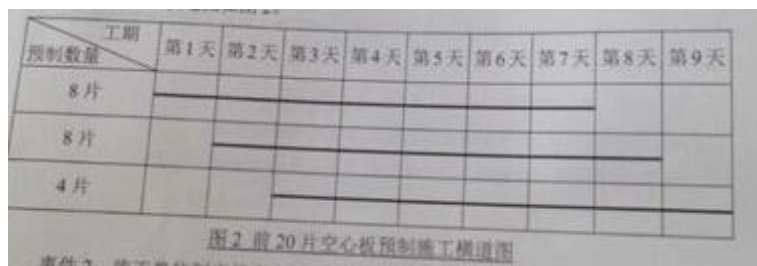 工期
预制数量
第1天 第2天 第3天 第4天 第5天 第6天 第7天 第8天 第9天
8片
8片
4片
图2 前20片空心板预制施工横道图
事件2